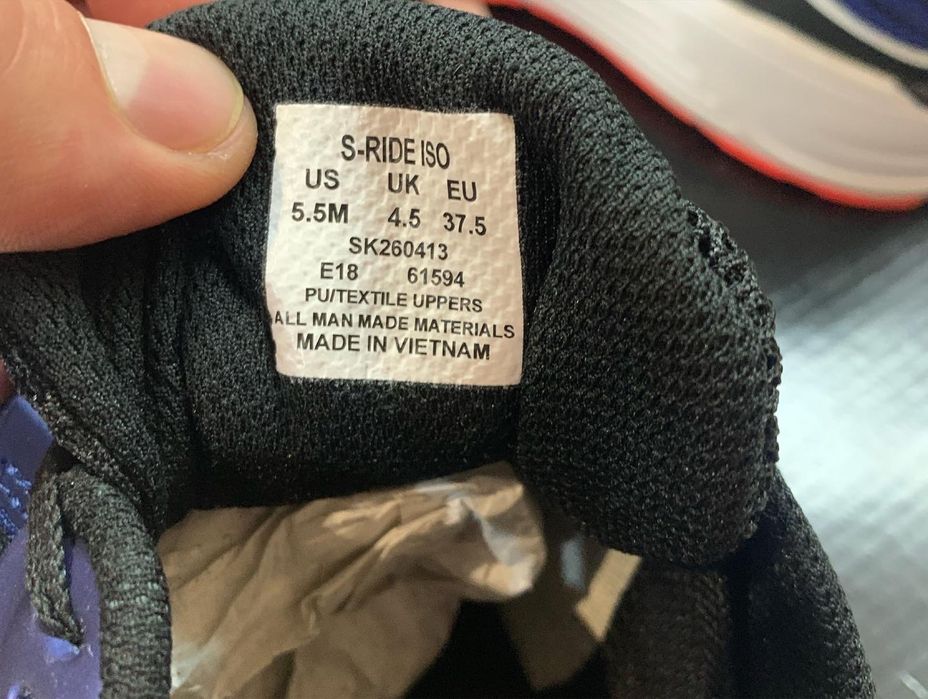 S-RIDE ISO
US UK EU
5.5M 4.5 37.5
SK260413
E18 61594
PU/TEXTILE UPPERS
ALL MAN MADE MATERIALS
MADE IN VIETNAM